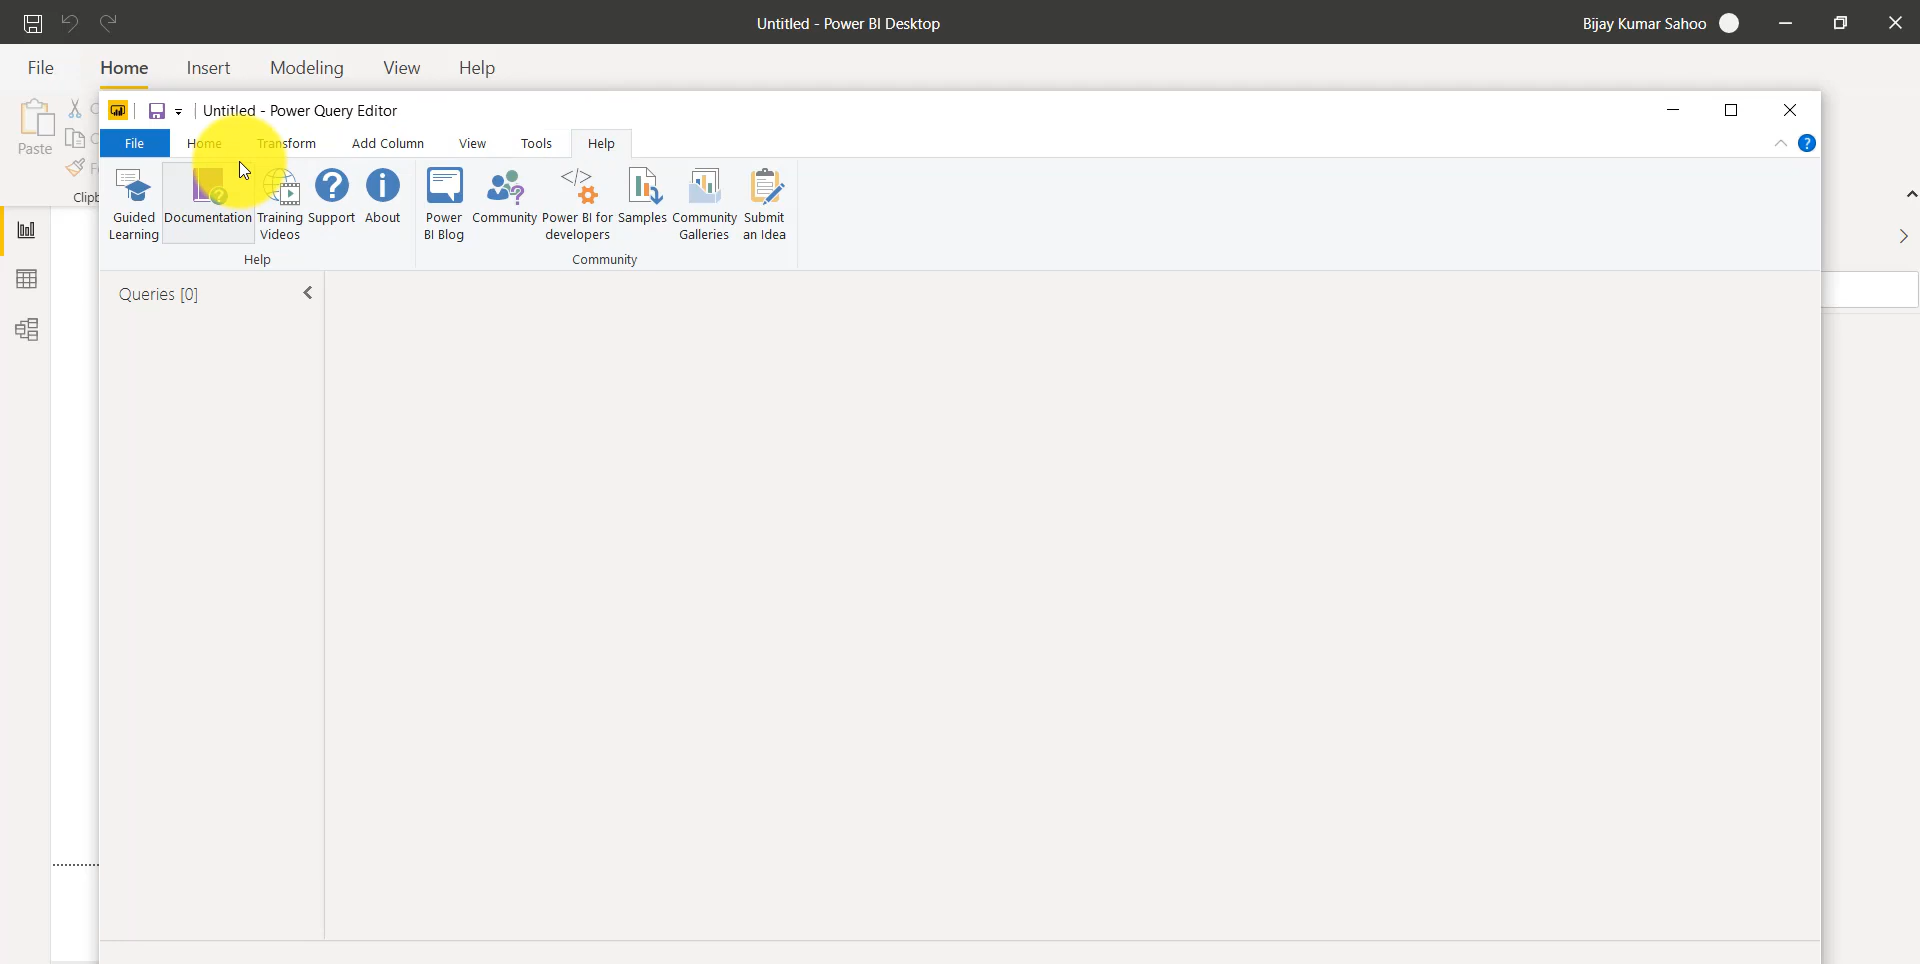 Untitled - Power BI Desktop
Bijay Kumar Sahoo
File Home Insert Modeling View Help
Untitled - Power Query Editor
File Home Transform Add Column View Tools Help
?
Paste
Guided Learning
Documentation
Training Videos
Support
About
Power BI Blog
Community
Power BI for developers
Samples
Community Galleries
Submit an Idea
Help
Community
Queries [0]